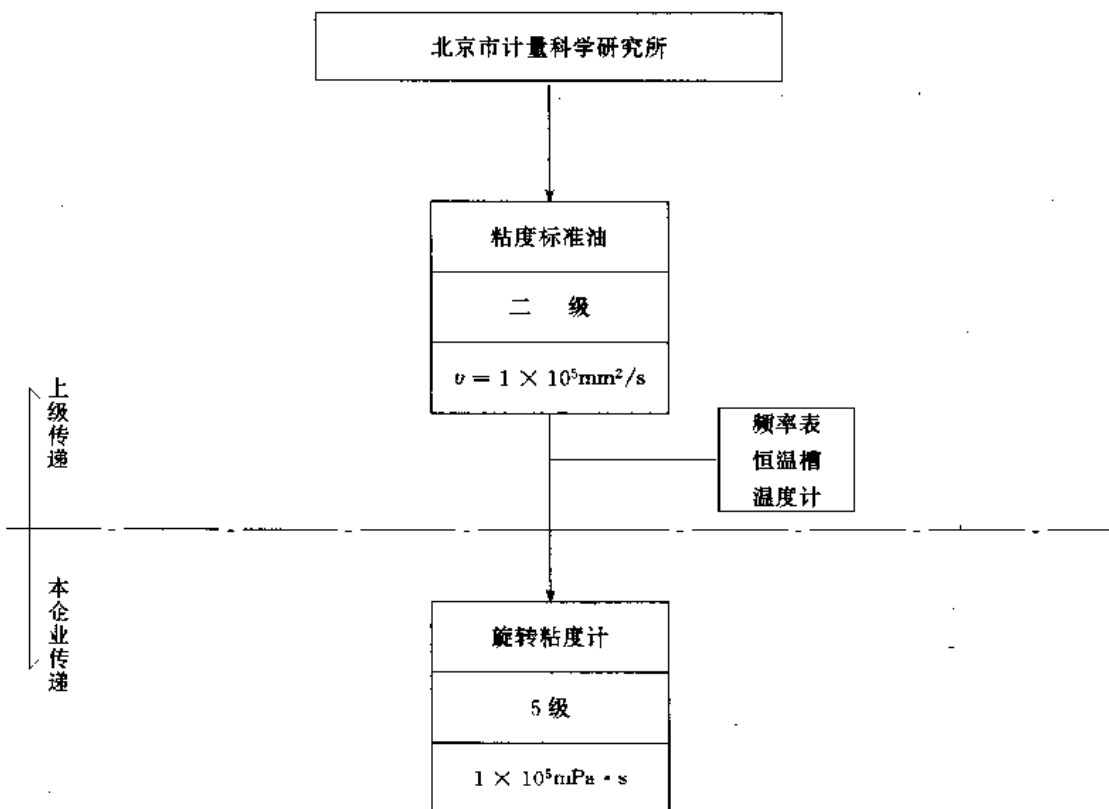 北京市计量科学研究所
粘度标准油
二 级
υ = 1 × 10⁵mm²/s
上级传递
频率表
恒温槽
温度计
本企业传递
旋转粘度计
5级
1 × 10⁵mPa·s